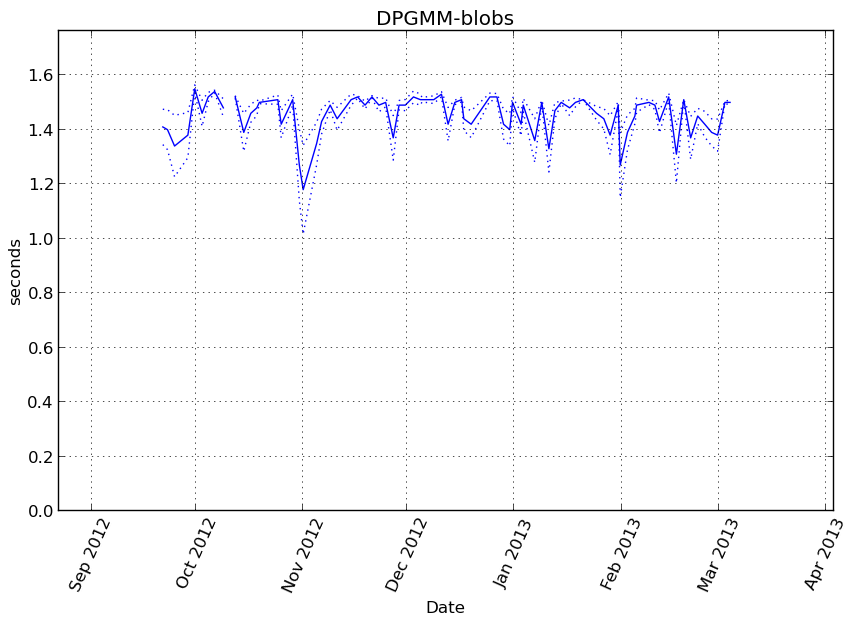 DPGMM-blobs
1.6
1.4
1.2
1.0
0.8
0.6
0.4
0.2
0.0
seconds
Sep 2012
Oct 2012
Nov 2012
Dec 2012
Jan 2013
Feb 2013
Mar 2013
Apr 2013
Date